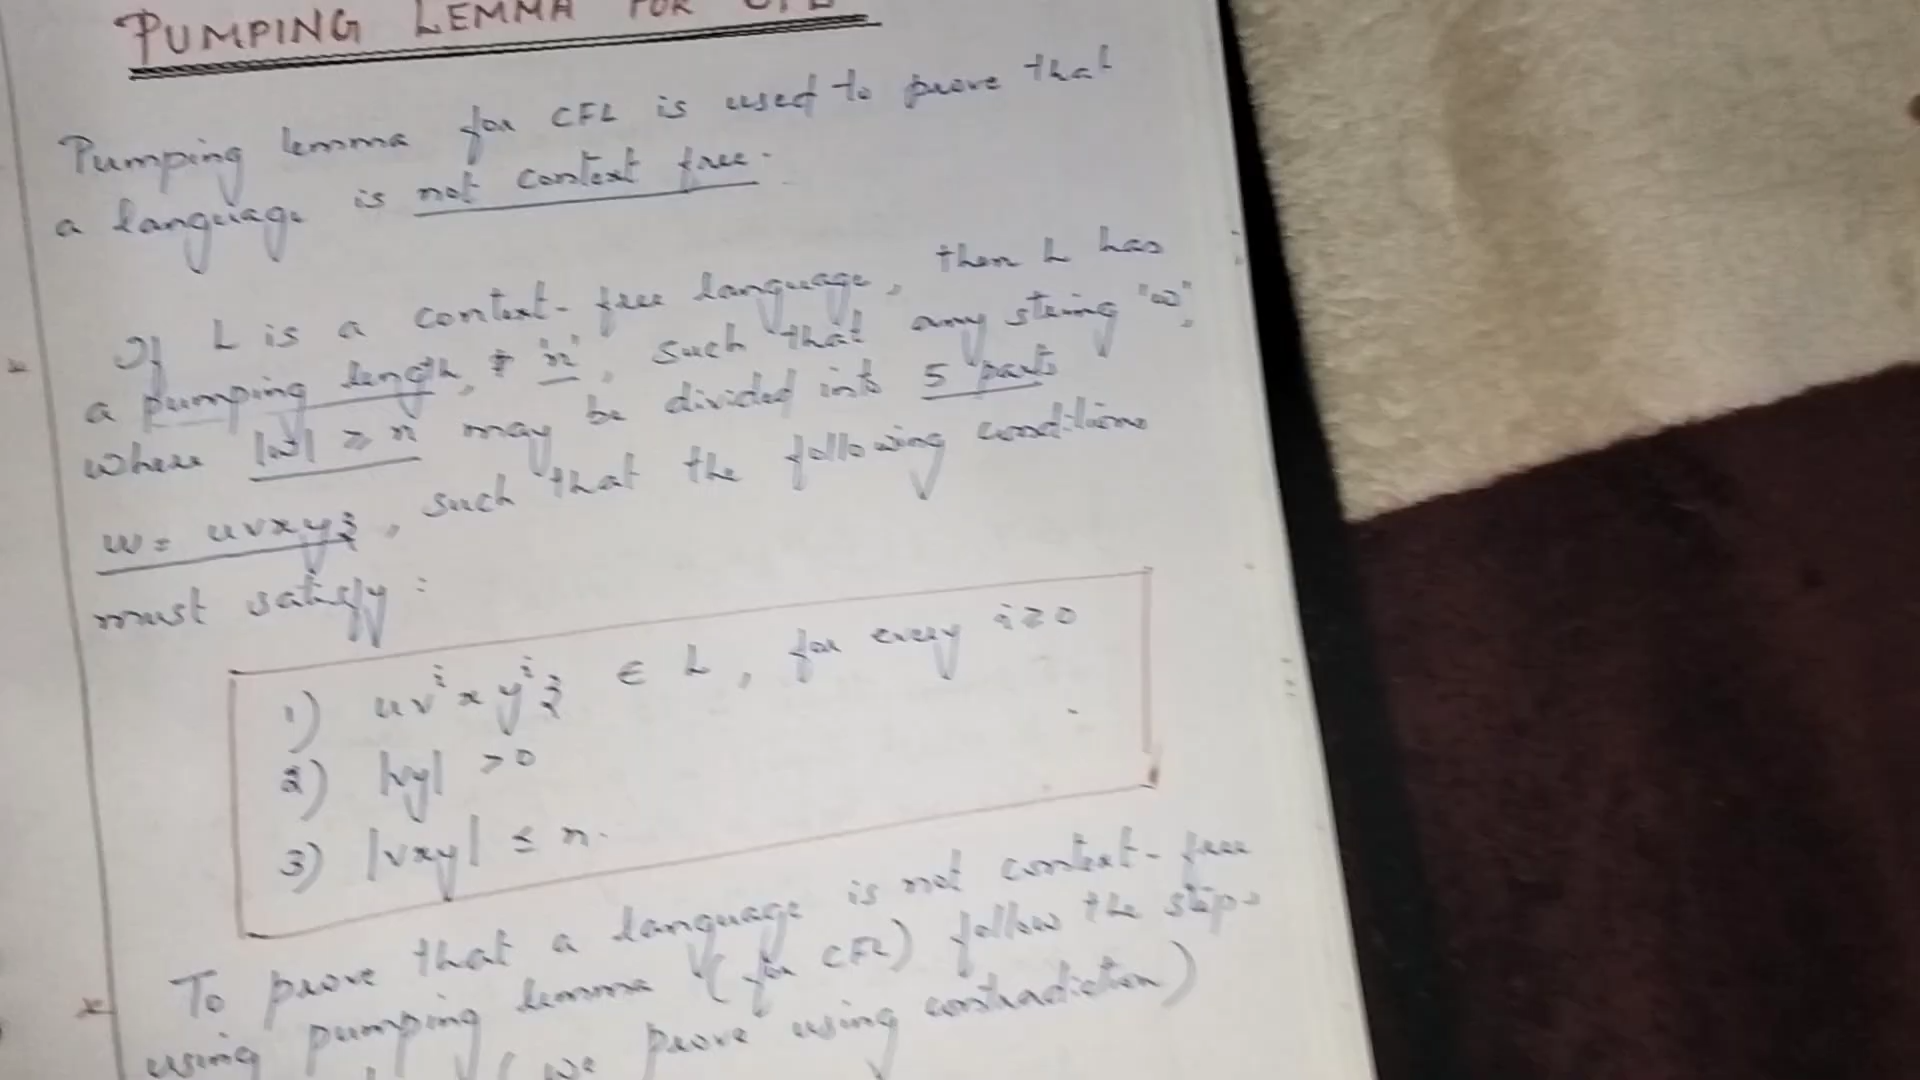 PUMPING LEMMA FOR CFL
Pumping lemma for CFL is used to prove that
a language is not context free.
If L is a context-free language, then L has
a pumping length, 'n', such that any string "w",
where |w| ≥ n may be divided into 5 parts
w = uvxyz, such that the following conditions
must satisfy :
1) uvⁱxyⁱz ∈ L, for every i≥0
2) |vy| >0
3) |vxy| ≤ n.
To prove that a language is not context-free
using pumping lemma (for CFL) follow the steps
(we prove using contradiction)